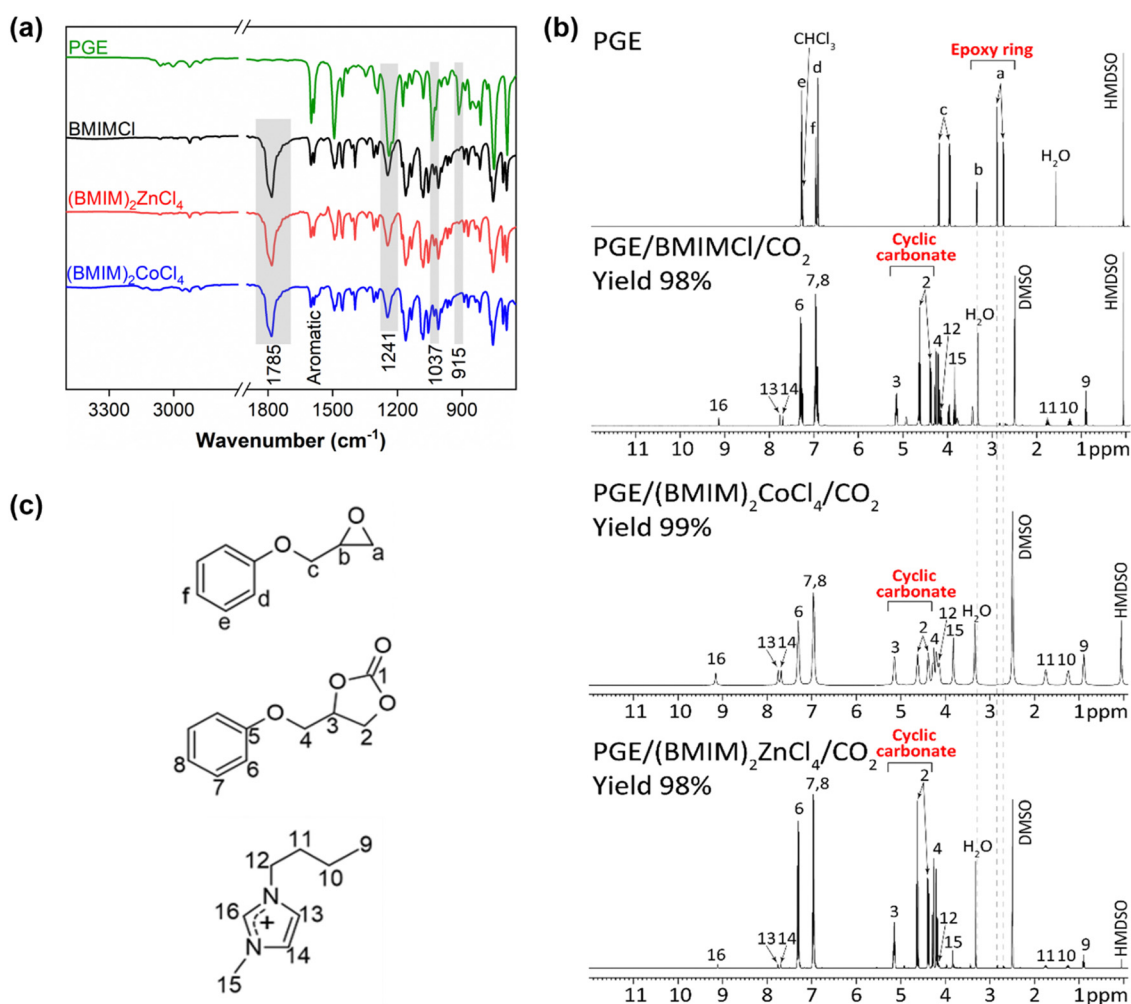 (a)
PGE
BMIMCl
(BMIM)₂ZnCl₄
(BMIM)₂CoCl₄
1785
Aromatic
1241
1037
915
3300 2800 1800 1500 1200 900
Wavenumber (cm⁻¹)
(b)
PGE
CHCl₃
Epoxy ring
e d f c b a
H₂O
HMDSO
PGE/BMIMCl/CO₂
Yield 98%
Cyclic
carbonate
16 13 14 6 7,8 3 2 4 12 15 H₂O DMSO 11 10 9 HMDSO
11 10 9 8 7 6 5 4 3 2 1ppm
PGE/(BMIM)₂CoCl₄/CO₂
Yield 99%
Cyclic
carbonate
16 13 14 6 7,8 3 2 4 12 15 H₂O DMSO 11 10 9 HMDSO
11 10 9 8 7 6 5 4 3 2 1ppm
PGE/(BMIM)₂ZnCl₄/CO₂
Yield 98%
Cyclic
carbonate
16 13 14 6 7,8 3 2 4 12 15 H₂O DMSO 11 10 9 HMDSO
11 10 9 8 7 6 5 4 3 2 1ppm
(c)
O
O
b a
c
f d
e
O
1
O
O
O
5 4 3 2
8 6
7
11 9
12 10
N
16 + 13
N 14
15